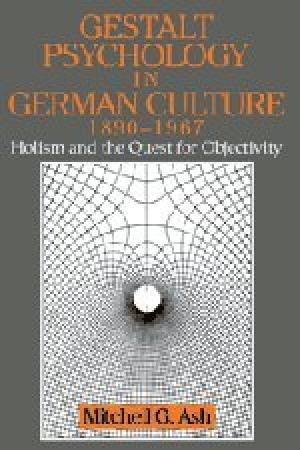 GESTALT
PSYCHOLOGY
IN
GERMAN CULTURE
1890–1967
Holism and the Quest for Objectivity
Mitchell G. Ash